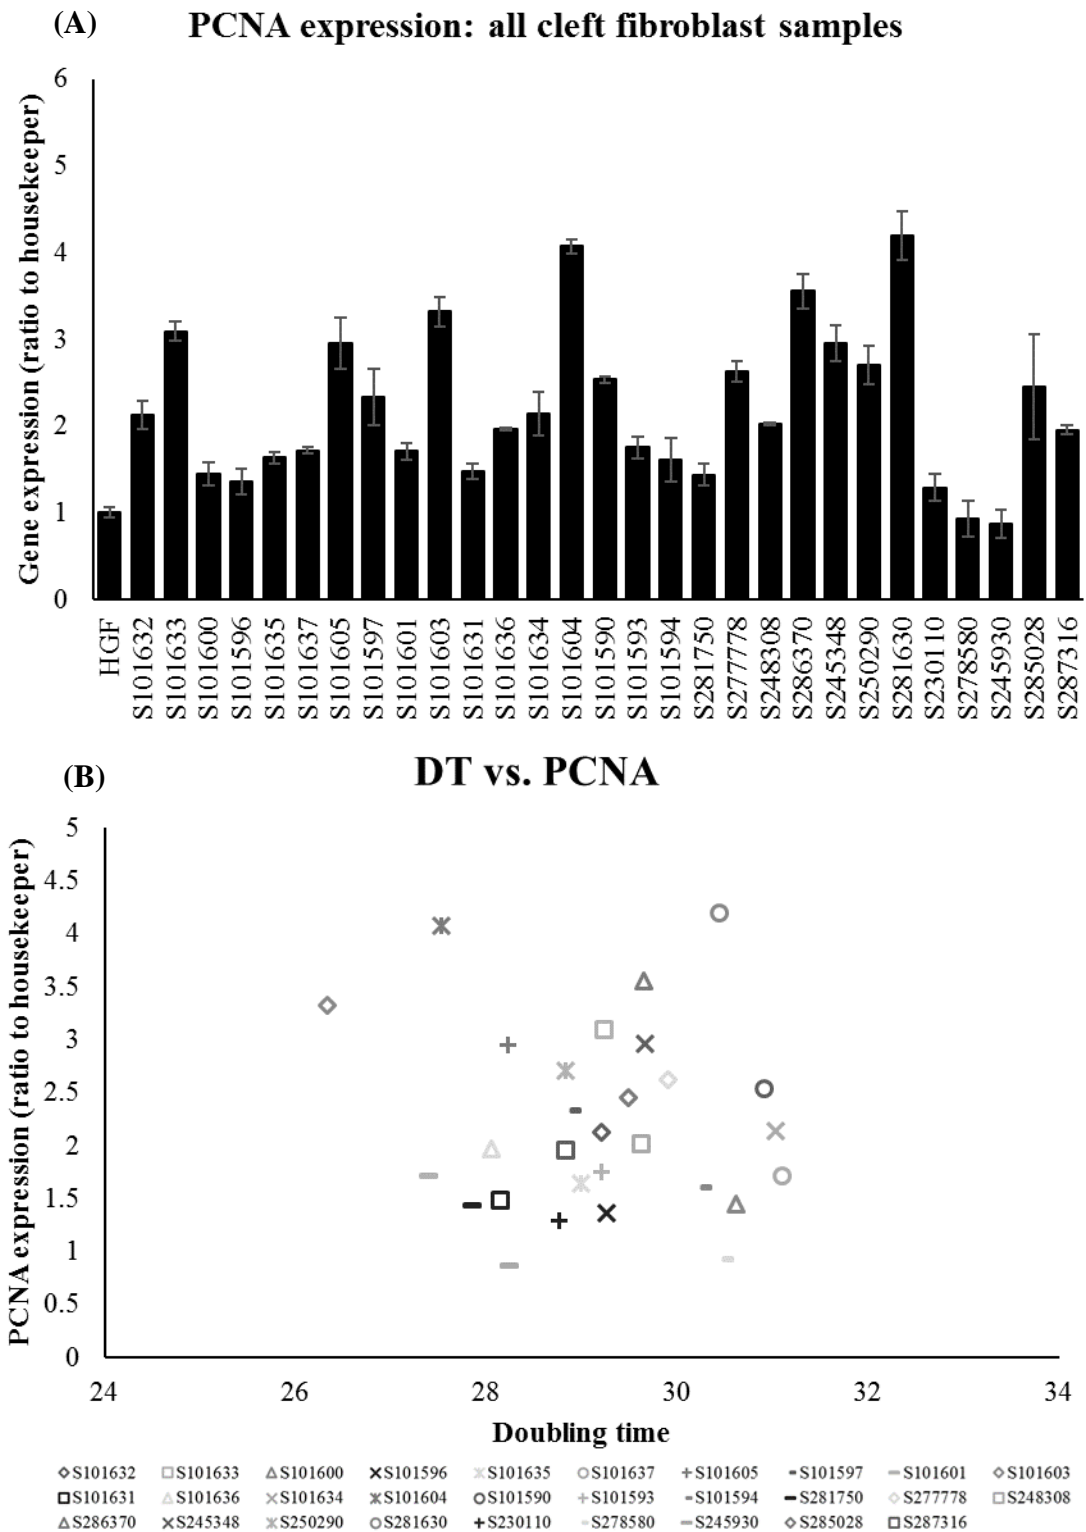 (A)
PCNA expression: all cleft fibroblast samples
Gene expression (ratio to housekeeper)
6
5
4
3
2
1
0
HGF
S101632
S101633
S101600
S101596
S101635
S101637
S101605
S101597
S101601
S101603
S101631
S101636
S101634
S101604
S101590
S101593
S101594
S281750
S277778
S248308
S286370
S245348
S250290
S281630
S230110
S278580
S245930
S285028
S287316
(B)
DT vs. PCNA
PCNA expression (ratio to housekeeper)
5
4.5
4
3.5
3
2.5
2
1.5
1
0.5
0
24 26 28 30 32 34
Doubling time
S101632 S101633 S101600 S101596 S101635 S101637 S101605 S101597 S101601 S101603
S101631 S101636 S101634 S101604 S101590 S101593 S101594 S281750 S277778 S248308
S286370 S245348 S250290 S281630 S230110 S278580 S245930 S285028 S287316